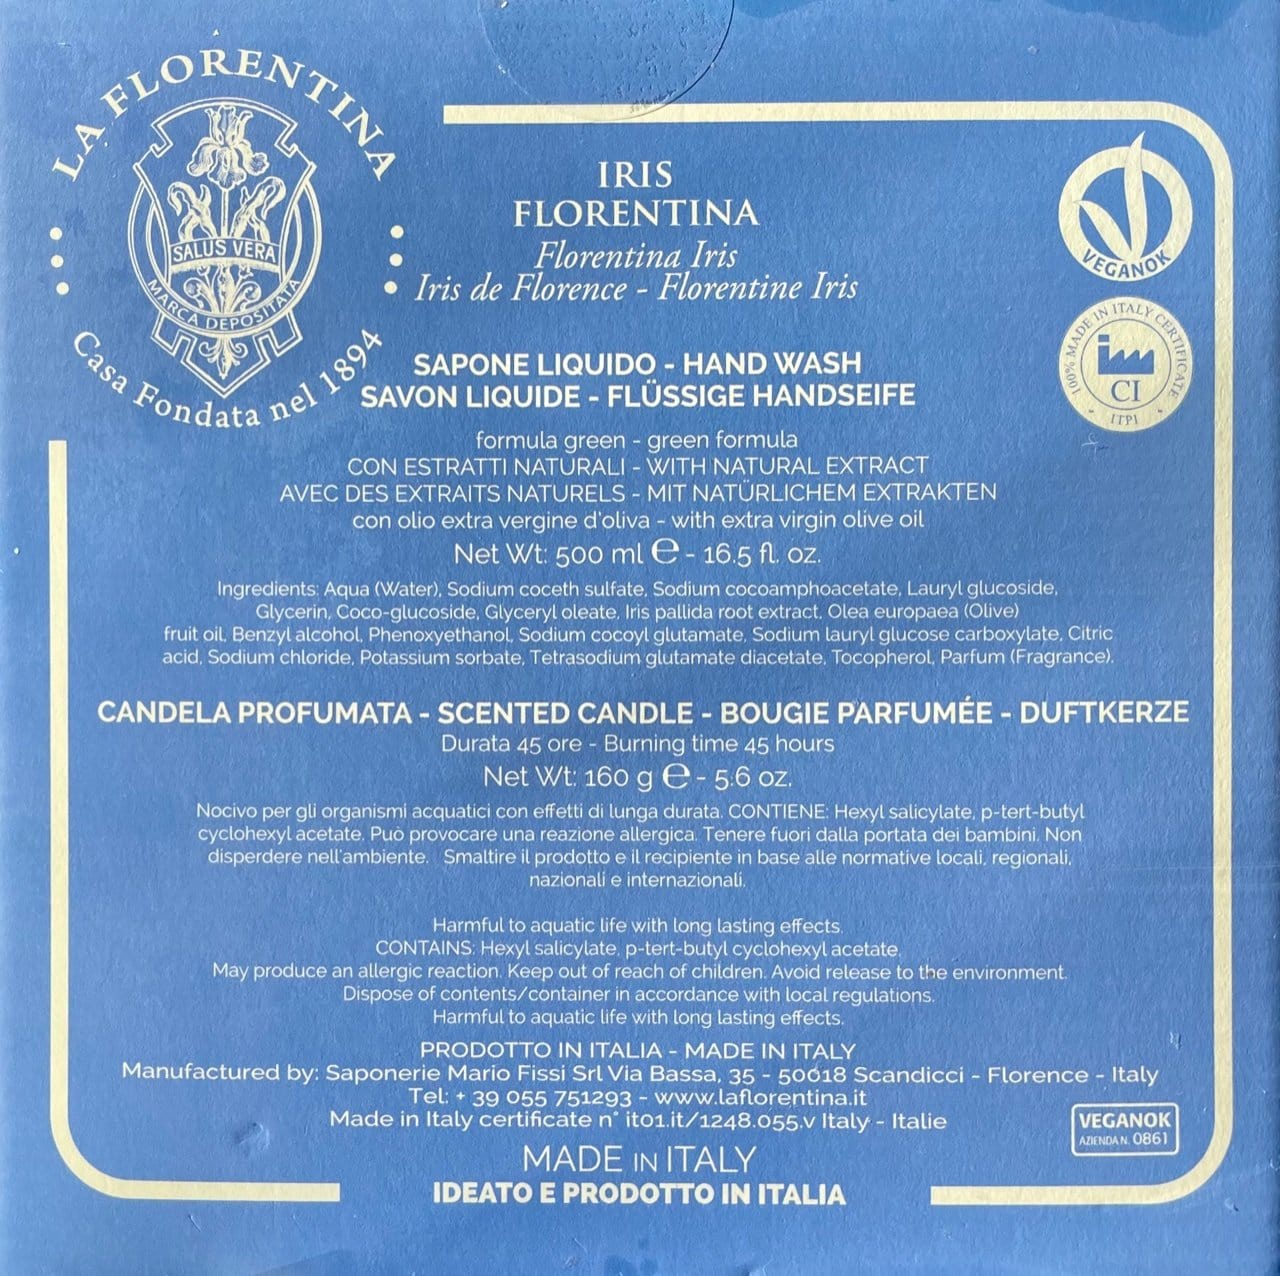 LA FLORENTINA
SALUS VERA
MARCA DEPOSITATA
Casa Fondata nel 1894
IRIS
FLORENTINA
Florentina Iris
Iris de Florence - Florentine Iris
VEGANOK
100% MADE IN ITALY CERTIFICATE
CI
ITPI
SAPONE LIQUIDO - HAND WASH
SAVON LIQUIDE - FLÜSSIGE HANDSEIFE
formula green - green formula
CON ESTRATTI NATURALI - WITH NATURAL EXTRACT
AVEC DES EXTRAITS NATURELS - MIT NATÜRLICHEM EXTRAKTEN
con olio extra vergine d'oliva - with extra virgin olive oil
Net Wt: 500 ml ℮ - 16.5 fl. oz.
Ingredients: Aqua (Water), Sodium coceth sulfate, Sodium cocoamphoacetate, Lauryl glucoside,
Glycerin, Coco-glucoside, Glyceryl oleate, Iris pallida root extract, Olea europaea (Olive)
fruit oil, Benzyl alcohol, Phenoxyethanol, Sodium cocoyl glutamate, Sodium lauryl glucose carboxylate, Citric
acid, Sodium chloride, Potassium sorbate, Tetrasodium glutamate diacetate, Tocopherol, Parfum (Fragrance).
CANDELA PROFUMATA - SCENTED CANDLE - BOUGIE PARFUMÉE - DUFTKERZE
Durata 45 ore - Burning time 45 hours
Net Wt: 160 g ℮ - 5.6 oz.
Nocivo per gli organismi acquatici con effetti di lunga durata. CONTIENE: Hexyl salicylate, p-tert-butyl
cyclohexyl acetate. Può provocare una reazione allergica. Tenere fuori dalla portata dei bambini. Non
disperdere nell'ambiente. Smaltire il prodotto e il recipiente in base alle normative locali, regionali,
nazionali e internazionali.
Harmful to aquatic life with long lasting effects.
CONTAINS: Hexyl salicylate, p-tert-butyl cyclohexyl acetate.
May produce an allergic reaction. Keep out of reach of children. Avoid release to the environment.
Dispose of contents/container in accordance with local regulations.
Harmful to aquatic life with long lasting effects.
PRODOTTO IN ITALIA - MADE IN ITALY
Manufactured by: Saponerie Mario Fissi Srl Via Bassa, 35 - 50018 Scandicci - Florence - Italy
Tel: + 39 055 751293 - www.laflorentina.it
Made in Italy certificate n° it01.it/1248.055.v Italy - Italie
VEGANOK
AZIENDA N. 0861
MADE IN ITALY
IDEATO E PRODOTTO IN ITALIA